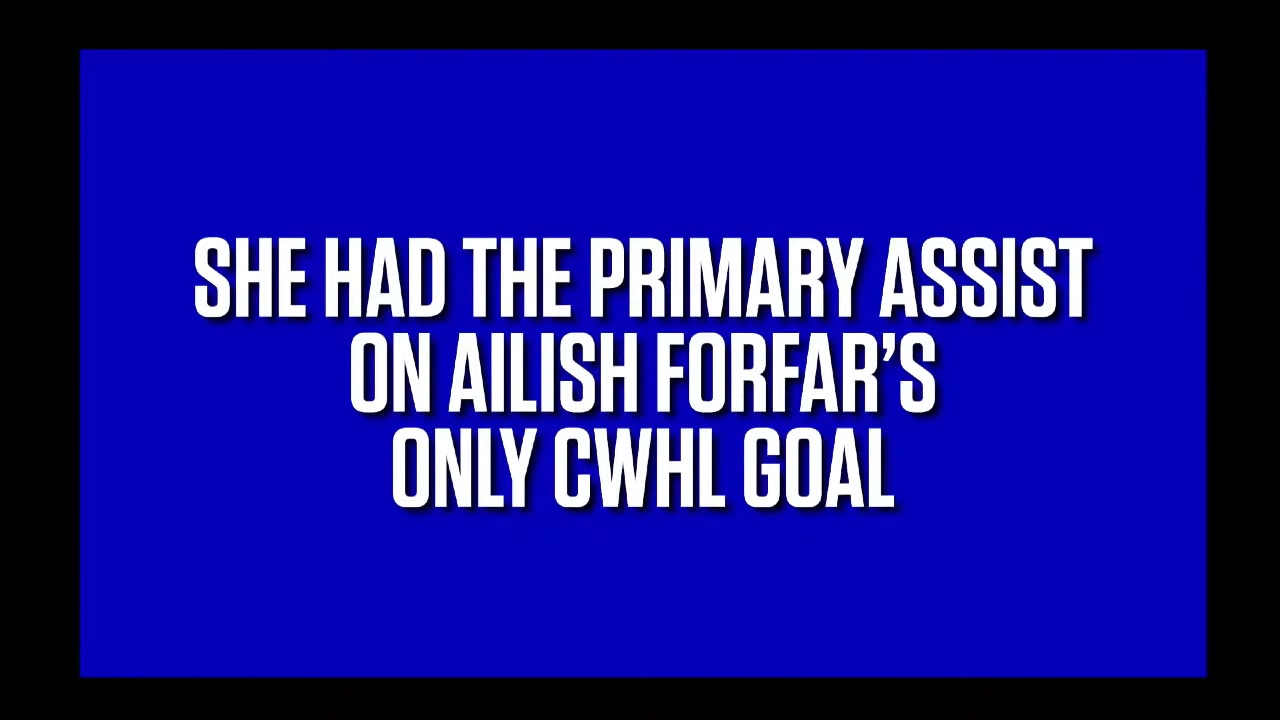 SHE HAD THE PRIMARY ASSIST
ON AILISH FORFAR’S
ONLY CWHL GOAL